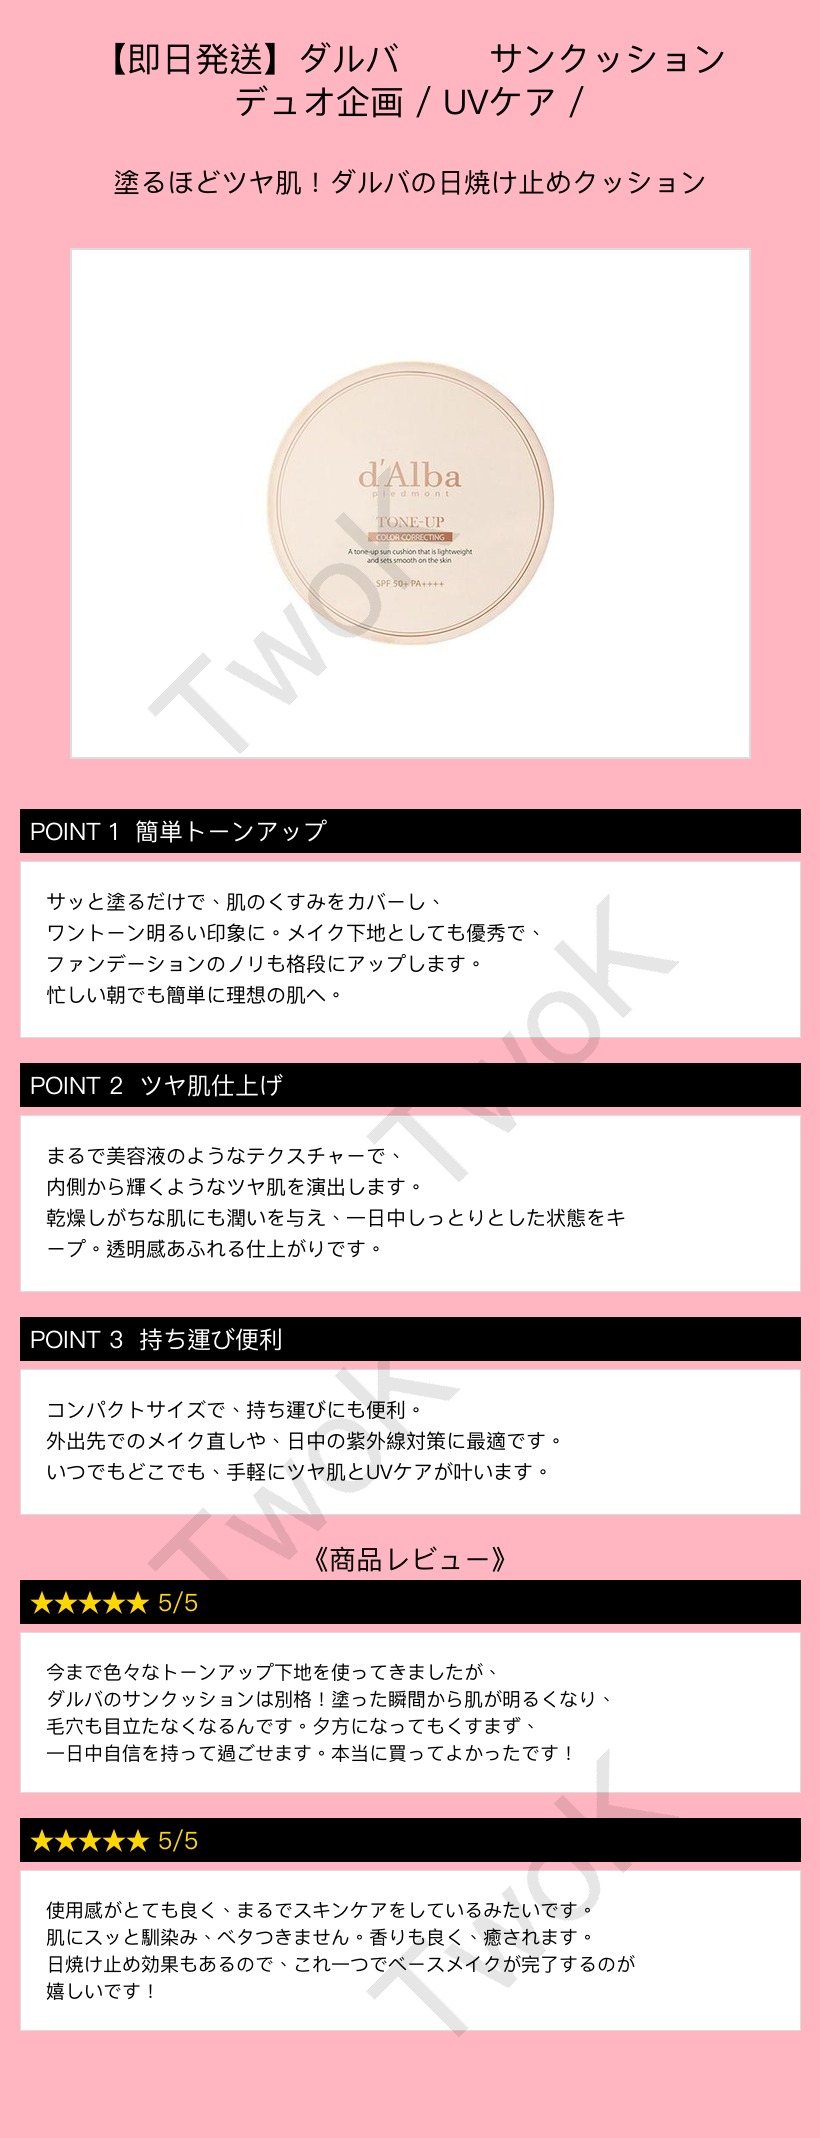 【即日発送】ダルバ　　　サンクッション
デュオ企画 / UVケア /
塗るほどツヤ肌！ダルバの日焼け止めクッション
d'Alba
piedmont
TONE-UP
COLOR CORRECTING
A tone-up sun cushion that is lightweight
and sets smooth on the skin
SPF 50+ PA++++
TwoK
POINT 1 簡単トーンアップ
サッと塗るだけで、肌のくすみをカバーし、
ワントーン明るい印象に。メイク下地としても優秀で、
ファンデーションのノリも格段にアップします。
忙しい朝でも簡単に理想の肌へ。
TwoK
POINT 2 ツヤ肌仕上げ
まるで美容液のようなテクスチャーで、
内側から輝くようなツヤ肌を演出します。
乾燥しがちな肌にも潤いを与え、一日中しっとりとした状態をキ
ープ。透明感あふれる仕上がりです。
POINT 3 持ち運び便利
コンパクトサイズで、持ち運びにも便利。
外出先でのメイク直しや、日中の紫外線対策に最適です。
いつでもどこでも、手軽にツヤ肌とUVケアが叶います。
TwoK
《商品レビュー》
★★★★★ 5/5
今まで色々なトーンアップ下地を使ってきましたが、
ダルバのサンクッションは別格！塗った瞬間から肌が明るくなり、
毛穴も目立たなくなるんです。夕方になってもくすまず、
一日中自信を持って過ごせます。本当に買ってよかったです！
★★★★★ 5/5
使用感がとても良く、まるでスキンケアをしているみたいです。
肌にスッと馴染み、ベタつきません。香りも良く、癒されます。
日焼け止め効果もあるので、これ一つでベースメイクが完了するのが
嬉しいです！
TwoK